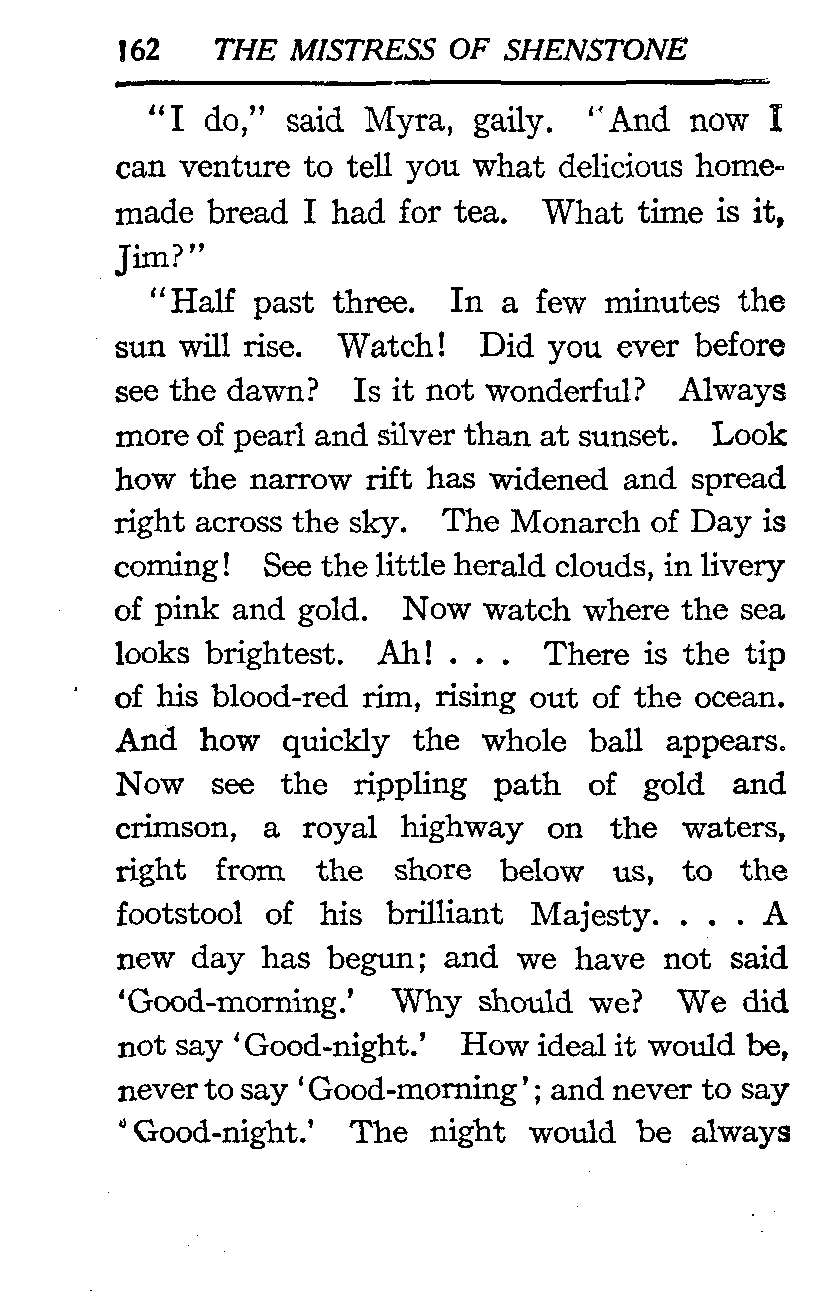 162 THE MISTRESS OF SHENSTONE
"I do," said Myra, gaily. "And now I
can venture to tell you what delicious home-
made bread I had for tea. What time is it,
Jim?"
"Half past three. In a few minutes the
sun will rise. Watch! Did you ever before
see the dawn? Is it not wonderful? Always
more of pearl and silver than at sunset. Look
how the narrow rift has widened and spread
right across the sky. The Monarch of Day is
coming! See the little herald clouds, in livery
of pink and gold. Now watch where the sea
looks brightest. Ah! . . . There is the tip
of his blood-red rim, rising out of the ocean.
And how quickly the whole ball appears.
Now see the rippling path of gold and
crimson, a royal highway on the waters,
right from the shore below us, to the
footstool of his brilliant Majesty. . . . A
new day has begun; and we have not said
'Good-morning.' Why should we? We did
not say 'Good-night.' How ideal it would be,
never to say 'Good-morning'; and never to say
'Good-night.' The night would be always